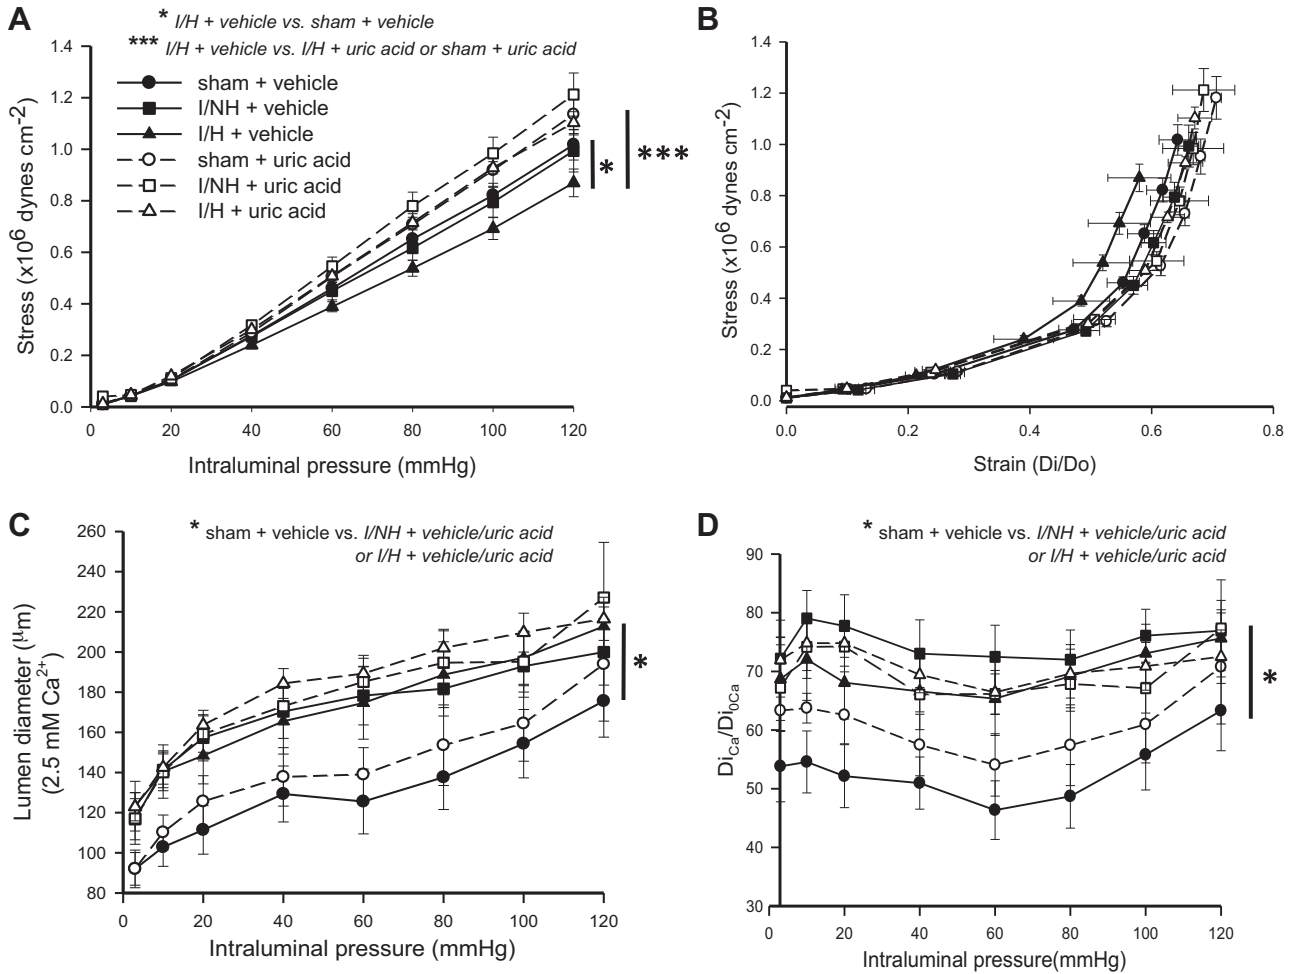 A
* I/H + vehicle vs. sham + vehicle
*** I/H + vehicle vs. I/H + uric acid or sham + uric acid
sham + vehicle
I/NH + vehicle
I/H + vehicle
sham + uric acid
I/NH + uric acid
I/H + uric acid
Stress (x10⁶ dynes cm⁻²)
1.4
1.2
1.0
0.8
0.6
0.4
0.2
0.0
*
***
0 20 40 60 80 100 120
Intraluminal pressure (mmHg)
B
Stress (x10⁶ dynes cm⁻²)
1.4
1.2
1.0
0.8
0.6
0.4
0.2
0.0
0.0 0.2 0.4 0.6 0.8
Strain (Di/Do)
C
* sham + vehicle vs. I/NH + vehicle/uric acid
or I/H + vehicle/uric acid
Lumen diameter (µm)
(2.5 mM Ca²⁺)
260
240
220
200
180
160
140
120
100
80
*
0 20 40 60 80 100 120
Intraluminal pressure (mmHg)
D
* sham + vehicle vs. I/NH + vehicle/uric acid
or I/H + vehicle/uric acid
Di_Ca/Di_0Ca
90
80
70
60
50
40
30
*
0 20 40 60 80 100 120
Intraluminal pressure(mmHg)